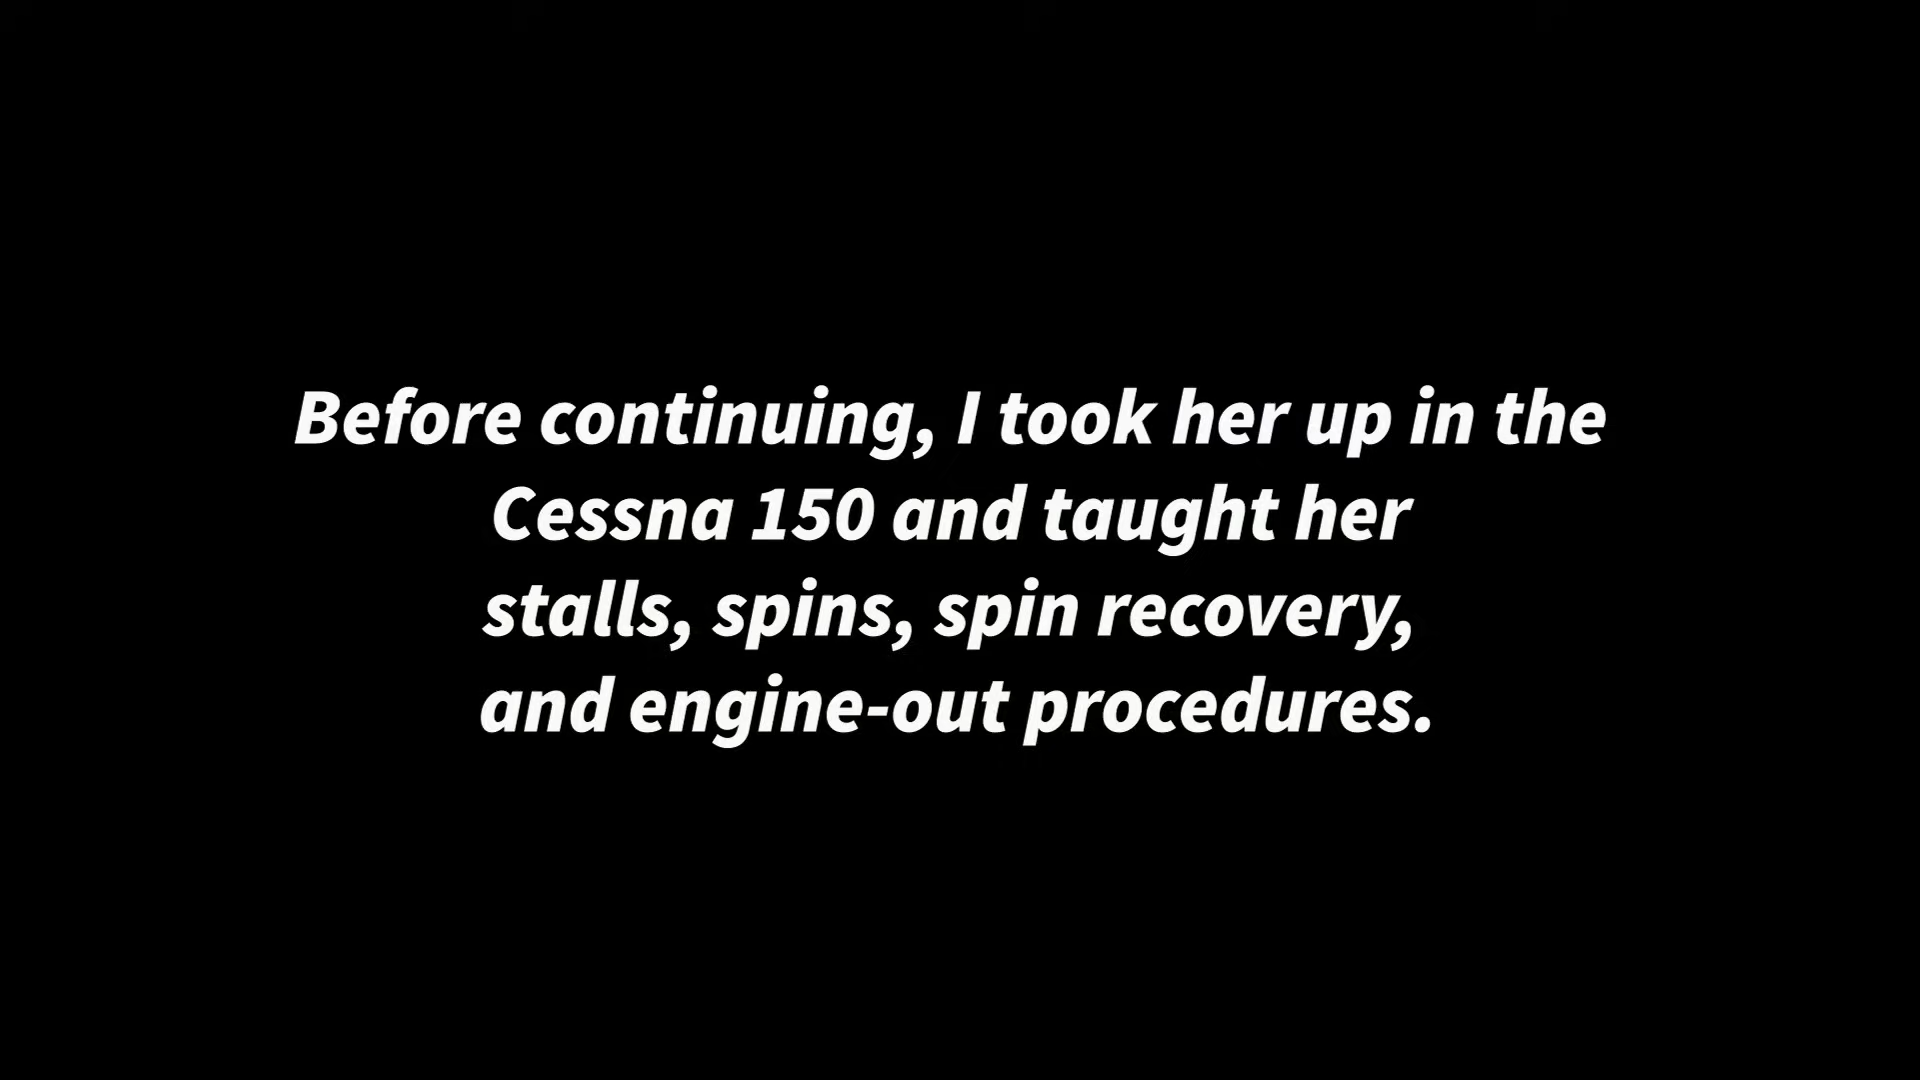 Before continuing, I took her up in the
Cessna 150 and taught her
stalls, spins, spin recovery,
and engine-out procedures.